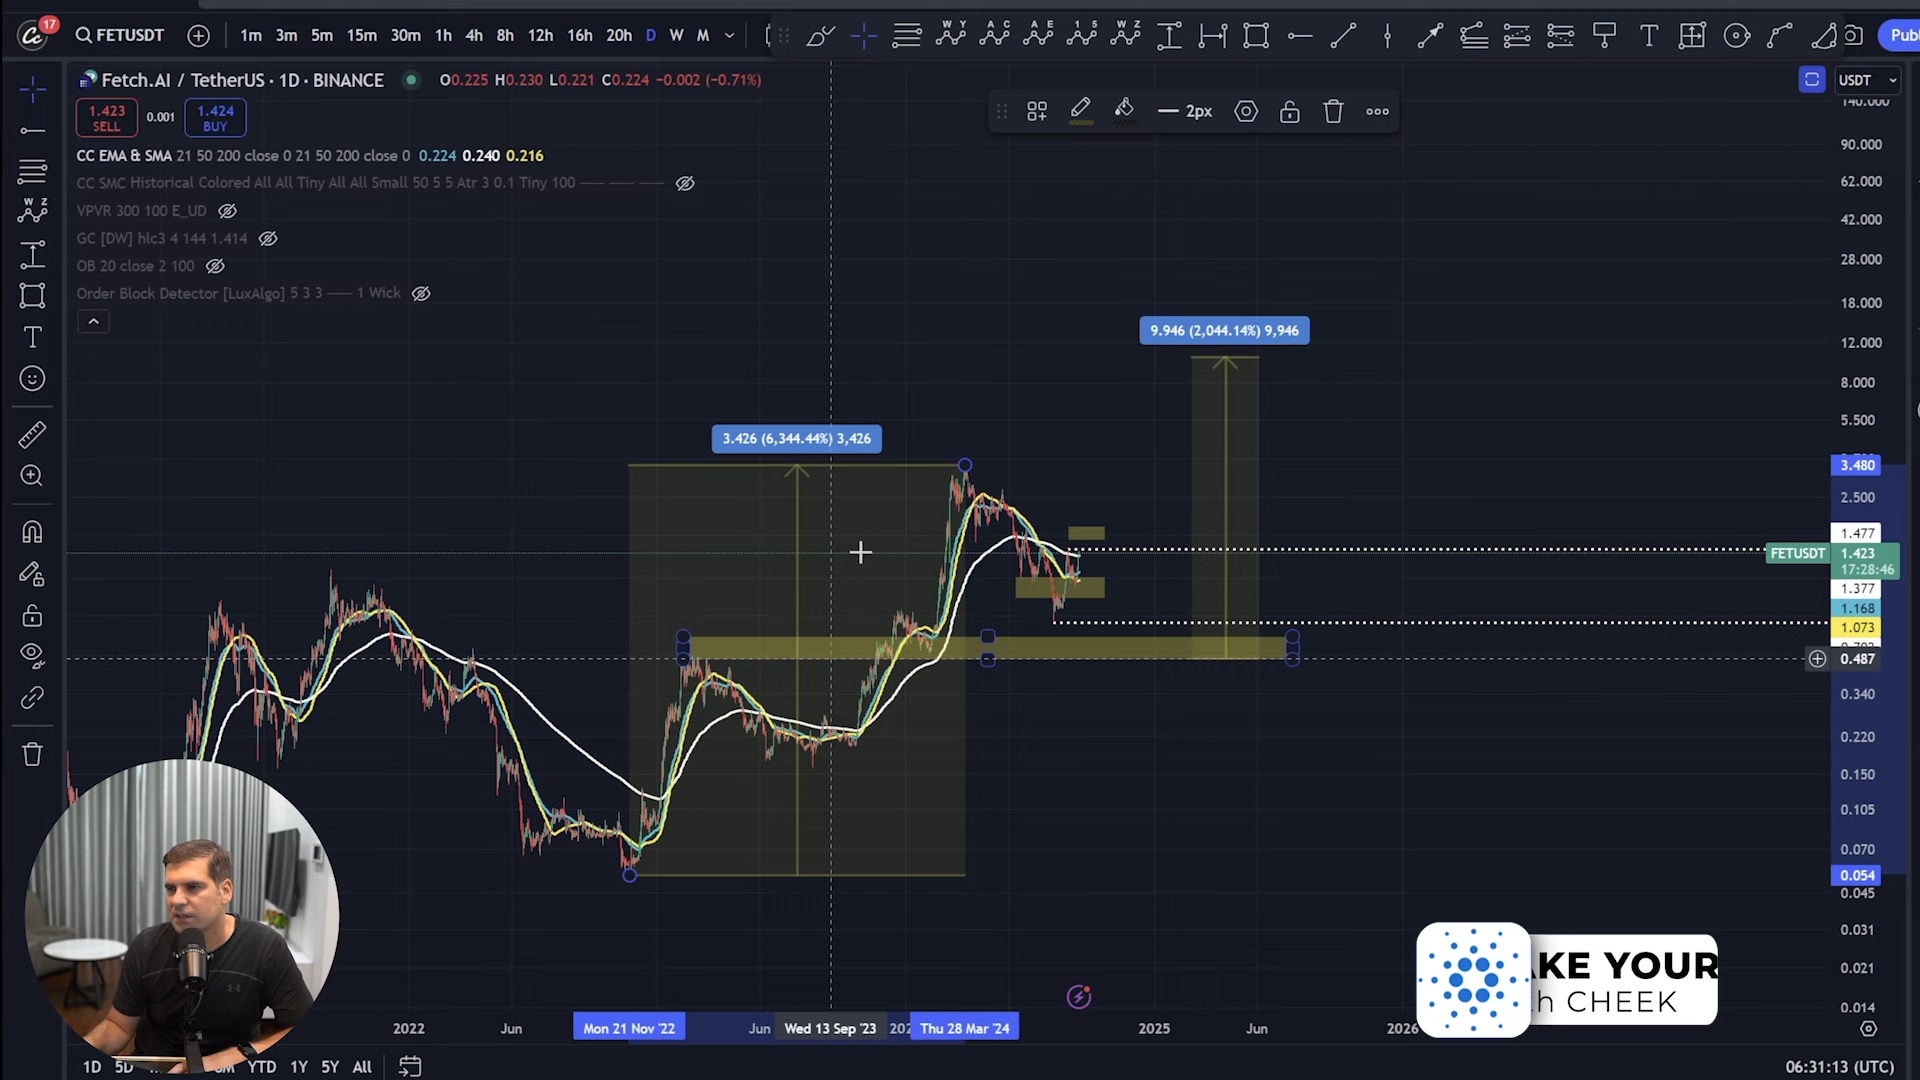 17
FETUSDT
1m 3m 5m 15m 30m 1h 4h 8h 12h 16h 20h D W M
W Y A C A E 1 5 W Z
Publ
Fetch.AI / TetherUS · 1D · BINANCE O0.225 H0.230 L0.221 C0.224 −0.002 (−0.71%)
USDT
1.423 SELL 0.001 1.424 BUY
2px
CC EMA & SMA 21 50 200 close 0 21 50 200 close 0 0.224 0.240 0.216
CC SMC Historical Colored All All Tiny All All Small 50 5 5 Atr 3 0.1 Tiny 100
VPVR 300 100 E_UD
GC [DW] hlc3 4 144 1.414
OB 20 close 2 100
Order Block Detector [LuxAlgo] 5 3 3 1 Wick
W Z
140.000
90.000
62.000
42.000
28.000
18.000
12.000
8.000
5.500
3.480
2.500
1.477
FETUSDT 1.423
17:28:46
1.377
1.168
1.073
0.487
0.340
0.220
0.150
0.105
0.070
0.054
0.045
0.031
0.021
0.014
9.946 (2,044.14%) 9,946
3.426 (6,344.44%) 3,426
AKE YOUR
h CHEEK
2022 Jun Mon 21 Nov '22 Jun Wed 13 Sep '23 202 Thu 28 Mar '24 2025 Jun 2026
1D 5D YTD 1Y 5Y All
06:31:13 (UTC)